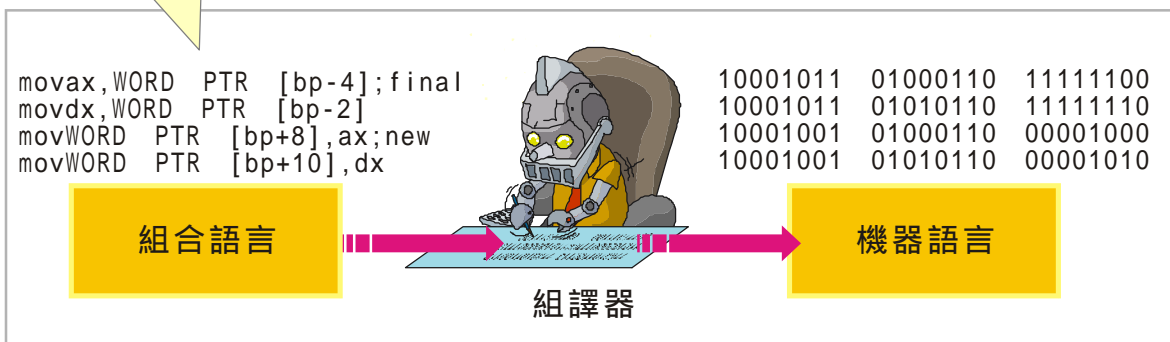 movax,WORD PTR [bp-4];final
movdx,WORD PTR [bp-2]
movWORD PTR [bp+8],ax;new
movWORD PTR [bp+10],dx
10001011 01000110 11111100
10001011 01010110 11111110
10001001 01000110 00001000
10001001 01010110 00001010
組合語言
組譯器
機器語言